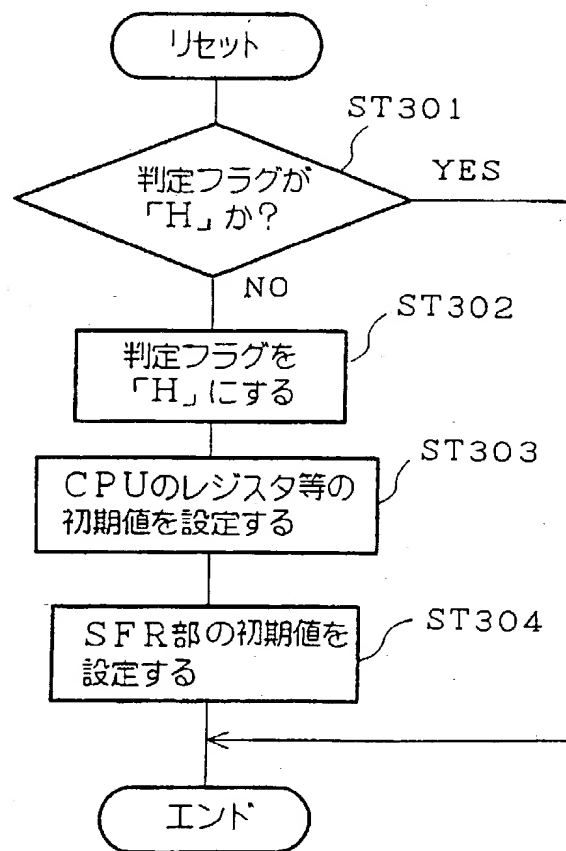 リセット
ST301
判定フラグが
「H」か?
YES
NO
ST302
判定フラグを
「H」にする
ST303
CPUのレジスタ等の
初期値を設定する
ST304
SFR部の初期値を
設定する
エンド